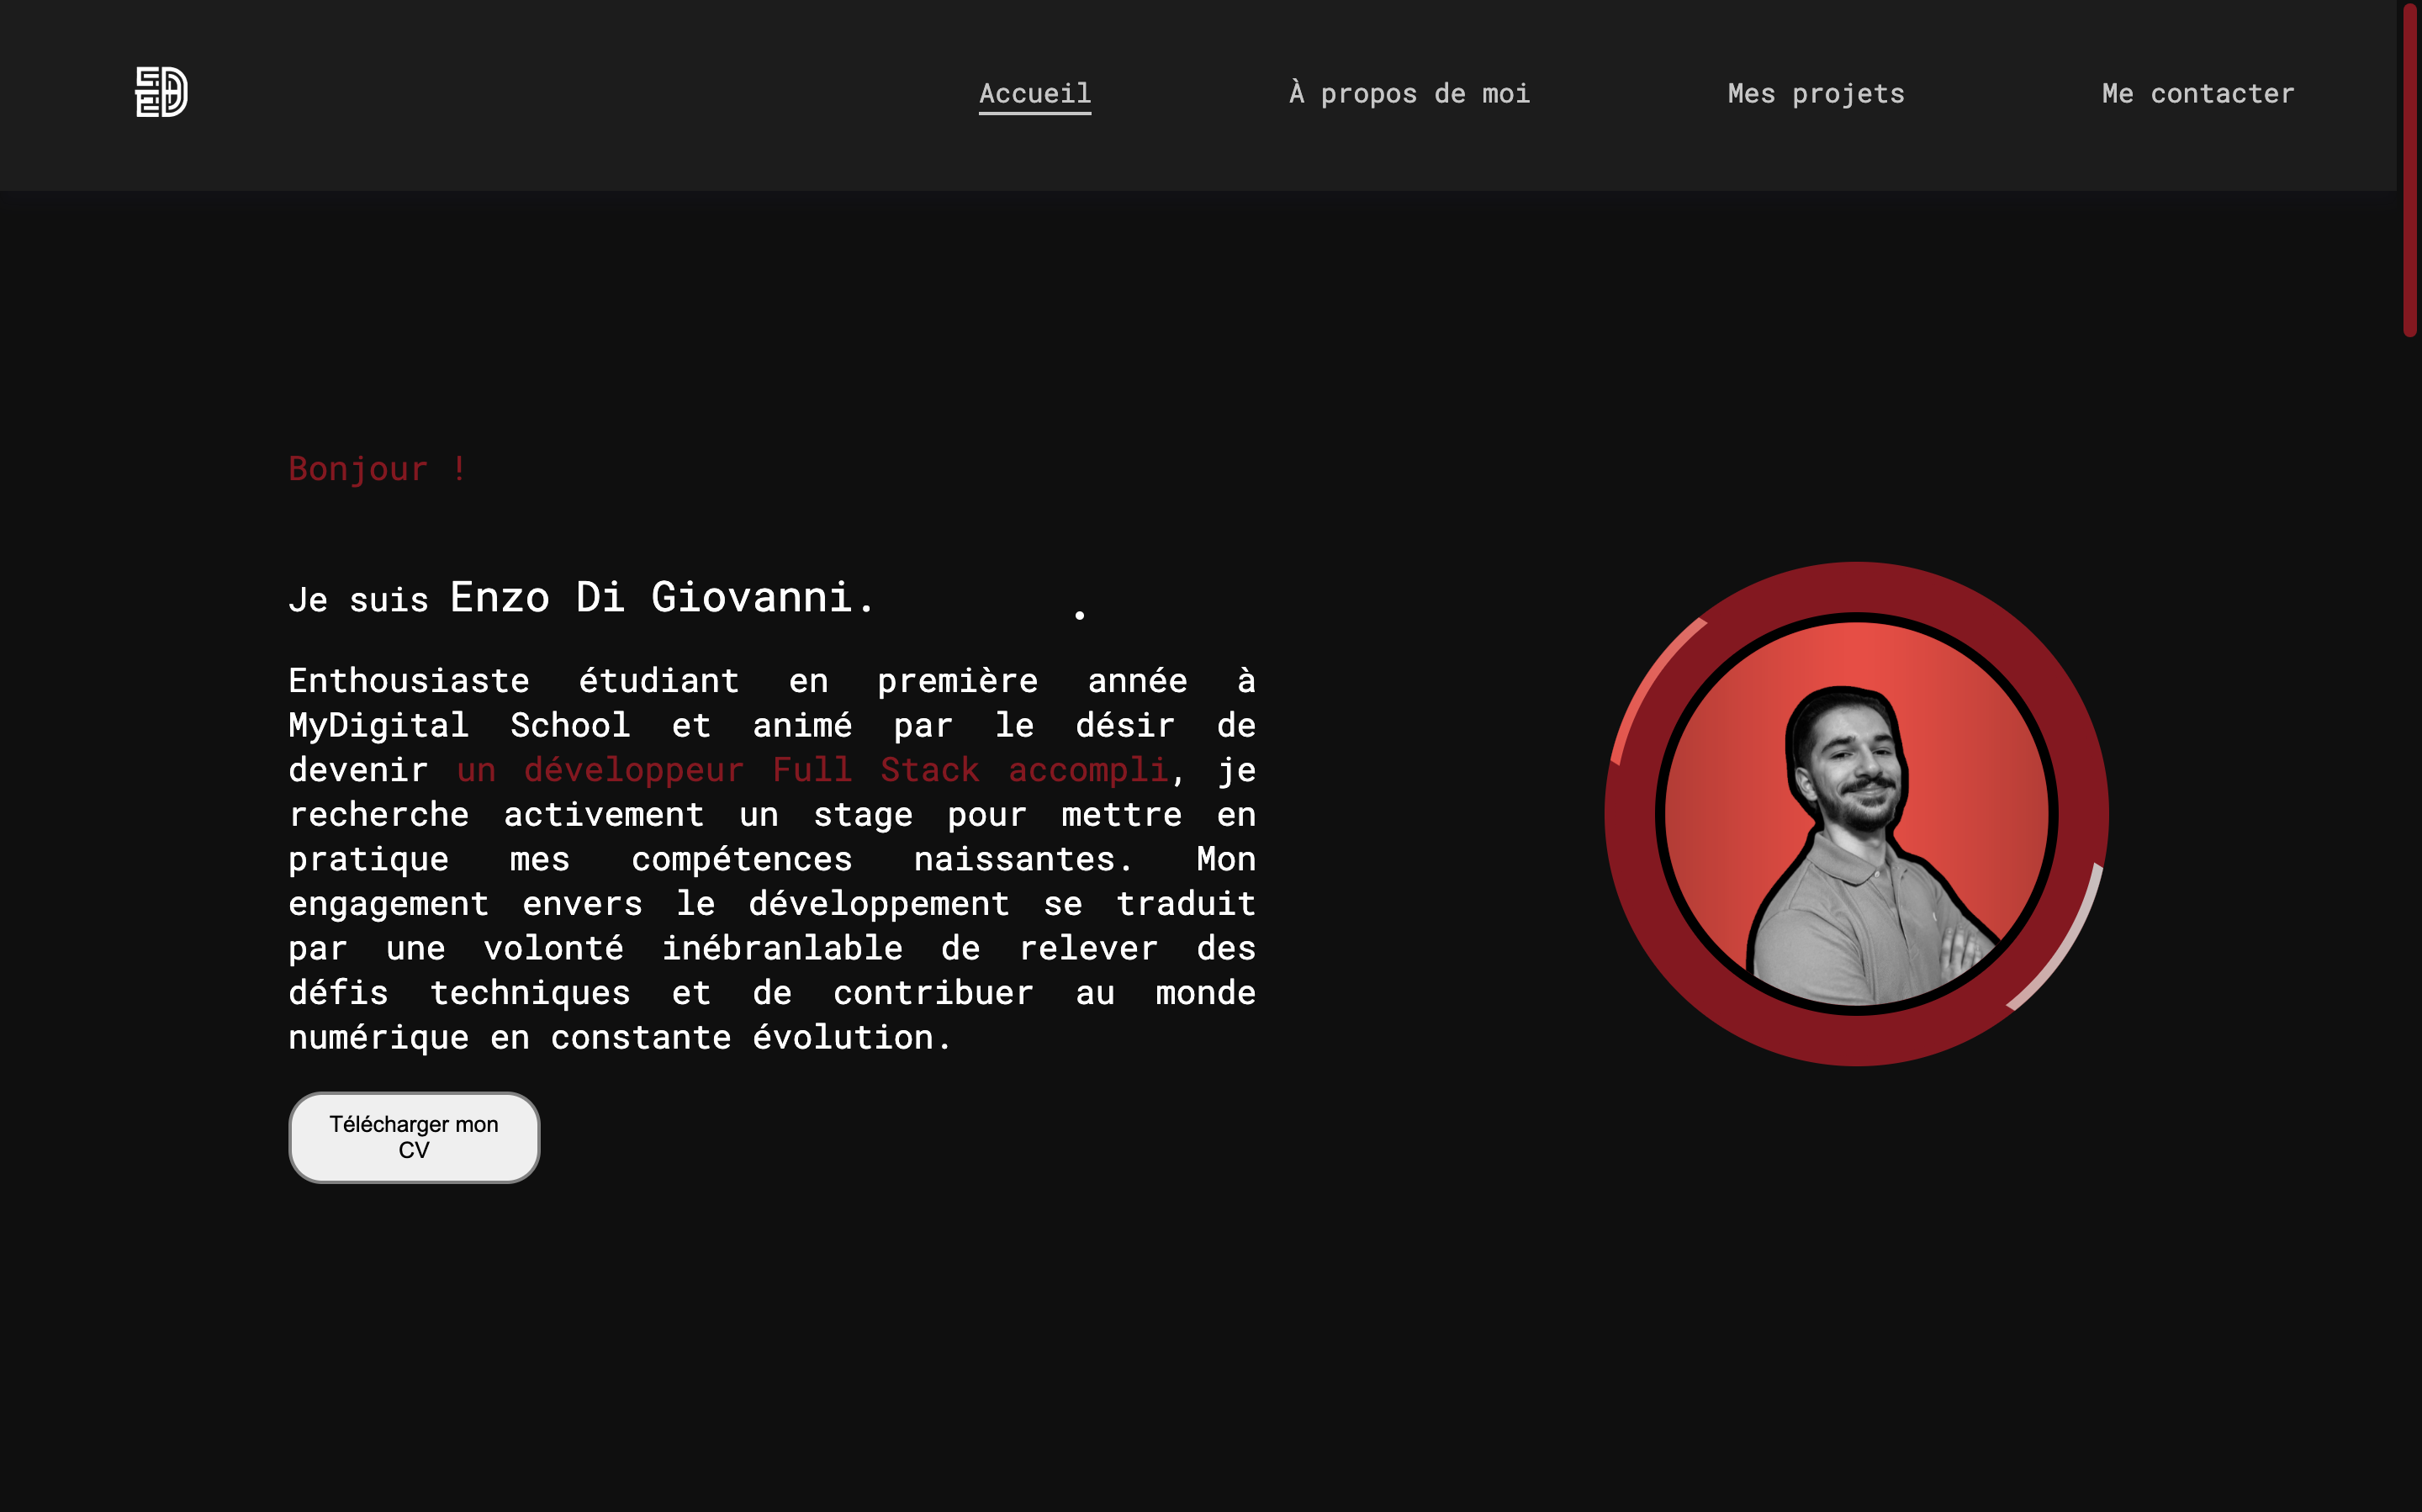 Accueil À propos de moi Mes projets Me contacter
Bonjour !
Je suis Enzo Di Giovanni.
Enthousiaste étudiant en première année à
MyDigital School et animé par le désir de
devenir un développeur Full Stack accompli, je
recherche activement un stage pour mettre en
pratique mes compétences naissantes. Mon
engagement envers le développement se traduit
par une volonté inébranlable de relever des
défis techniques et de contribuer au monde
numérique en constante évolution.
Télécharger mon
CV